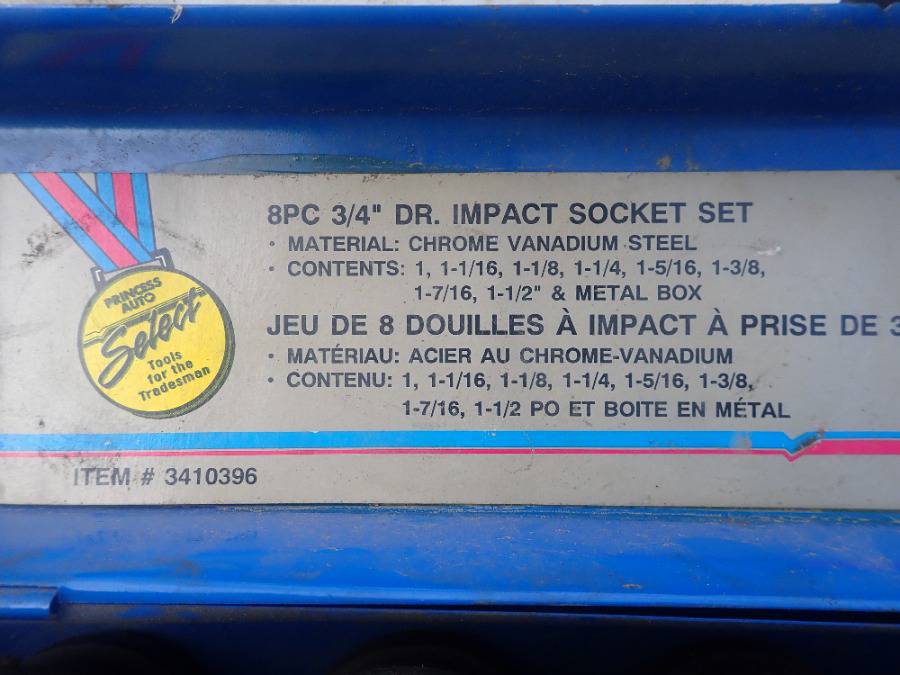 8PC 3/4" DR. IMPACT SOCKET SET
• MATERIAL: CHROME VANADIUM STEEL
• CONTENTS: 1, 1-1/16, 1-1/8, 1-1/4, 1-5/16, 1-3/8,
1-7/16, 1-1/2" & METAL BOX
JEU DE 8 DOUILLES À IMPACT À PRISE DE 3
• MATÉRIAU: ACIER AU CHROME-VANADIUM
• CONTENU: 1, 1-1/16, 1-1/8, 1-1/4, 1-5/16, 1-3/8,
1-7/16, 1-1/2 PO ET BOITE EN MÉTAL
PRINCESS
AUTO
Select
Tools
for the
Tradesman
ITEM # 3410396